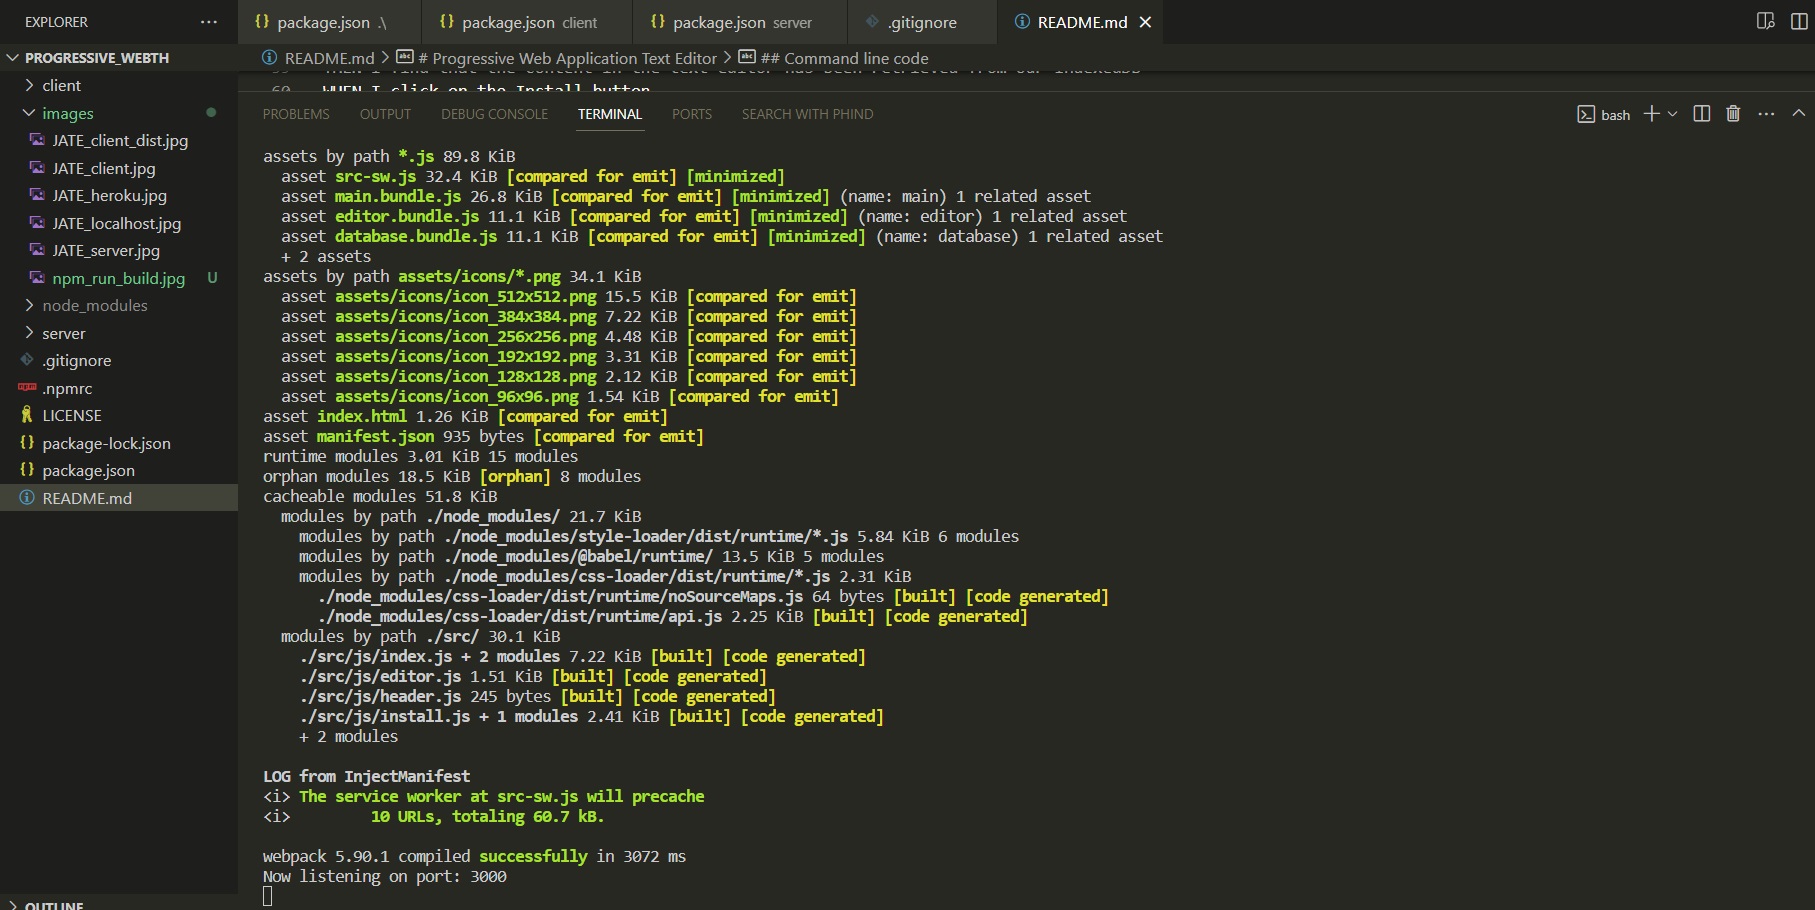 EXPLORER
PROGRESSIVE_WEBTH
client
images
JATE_client_dist.jpg
JATE_client.jpg
JATE_heroku.jpg
JATE_localhost.jpg
JATE_server.jpg
npm_run_build.jpg U
node_modules
server
.gitignore
.npmrc
LICENSE
package-lock.json
package.json
README.md
OUTLINE
package.json .\ package.json client package.json server .gitignore README.md
README.md > # Progressive Web Application Text Editor > ## Command line code
60 WHEN I click on the Install button
PROBLEMS OUTPUT DEBUG CONSOLE TERMINAL PORTS SEARCH WITH PHIND bash
assets by path *.js 89.8 KiB
asset src-sw.js 32.4 KiB [compared for emit] [minimized]
asset main.bundle.js 26.8 KiB [compared for emit] [minimized] (name: main) 1 related asset
asset editor.bundle.js 11.1 KiB [compared for emit] [minimized] (name: editor) 1 related asset
asset database.bundle.js 11.1 KiB [compared for emit] [minimized] (name: database) 1 related asset
+ 2 assets
assets by path assets/icons/*.png 34.1 KiB
asset assets/icons/icon_512x512.png 15.5 KiB [compared for emit]
asset assets/icons/icon_384x384.png 7.22 KiB [compared for emit]
asset assets/icons/icon_256x256.png 4.48 KiB [compared for emit]
asset assets/icons/icon_192x192.png 3.31 KiB [compared for emit]
asset assets/icons/icon_128x128.png 2.12 KiB [compared for emit]
asset assets/icons/icon_96x96.png 1.54 KiB [compared for emit]
asset index.html 1.26 KiB [compared for emit]
asset manifest.json 935 bytes [compared for emit]
runtime modules 3.01 KiB 15 modules
orphan modules 18.5 KiB [orphan] 8 modules
cacheable modules 51.8 KiB
modules by path ./node_modules/ 21.7 KiB
modules by path ./node_modules/style-loader/dist/runtime/*.js 5.84 KiB 6 modules
modules by path ./node_modules/@babel/runtime/ 13.5 KiB 5 modules
modules by path ./node_modules/css-loader/dist/runtime/*.js 2.31 KiB
./node_modules/css-loader/dist/runtime/noSourceMaps.js 64 bytes [built] [code generated]
./node_modules/css-loader/dist/runtime/api.js 2.25 KiB [built] [code generated]
modules by path ./src/ 30.1 KiB
./src/js/index.js + 2 modules 7.22 KiB [built] [code generated]
./src/js/editor.js 1.51 KiB [built] [code generated]
./src/js/header.js 245 bytes [built] [code generated]
./src/js/install.js + 1 modules 2.41 KiB [built] [code generated]
+ 2 modules
LOG from InjectManifest
<i> The service worker at src-sw.js will precache
<i> 10 URLs, totaling 60.7 kB.
webpack 5.90.1 compiled successfully in 3072 ms
Now listening on port: 3000